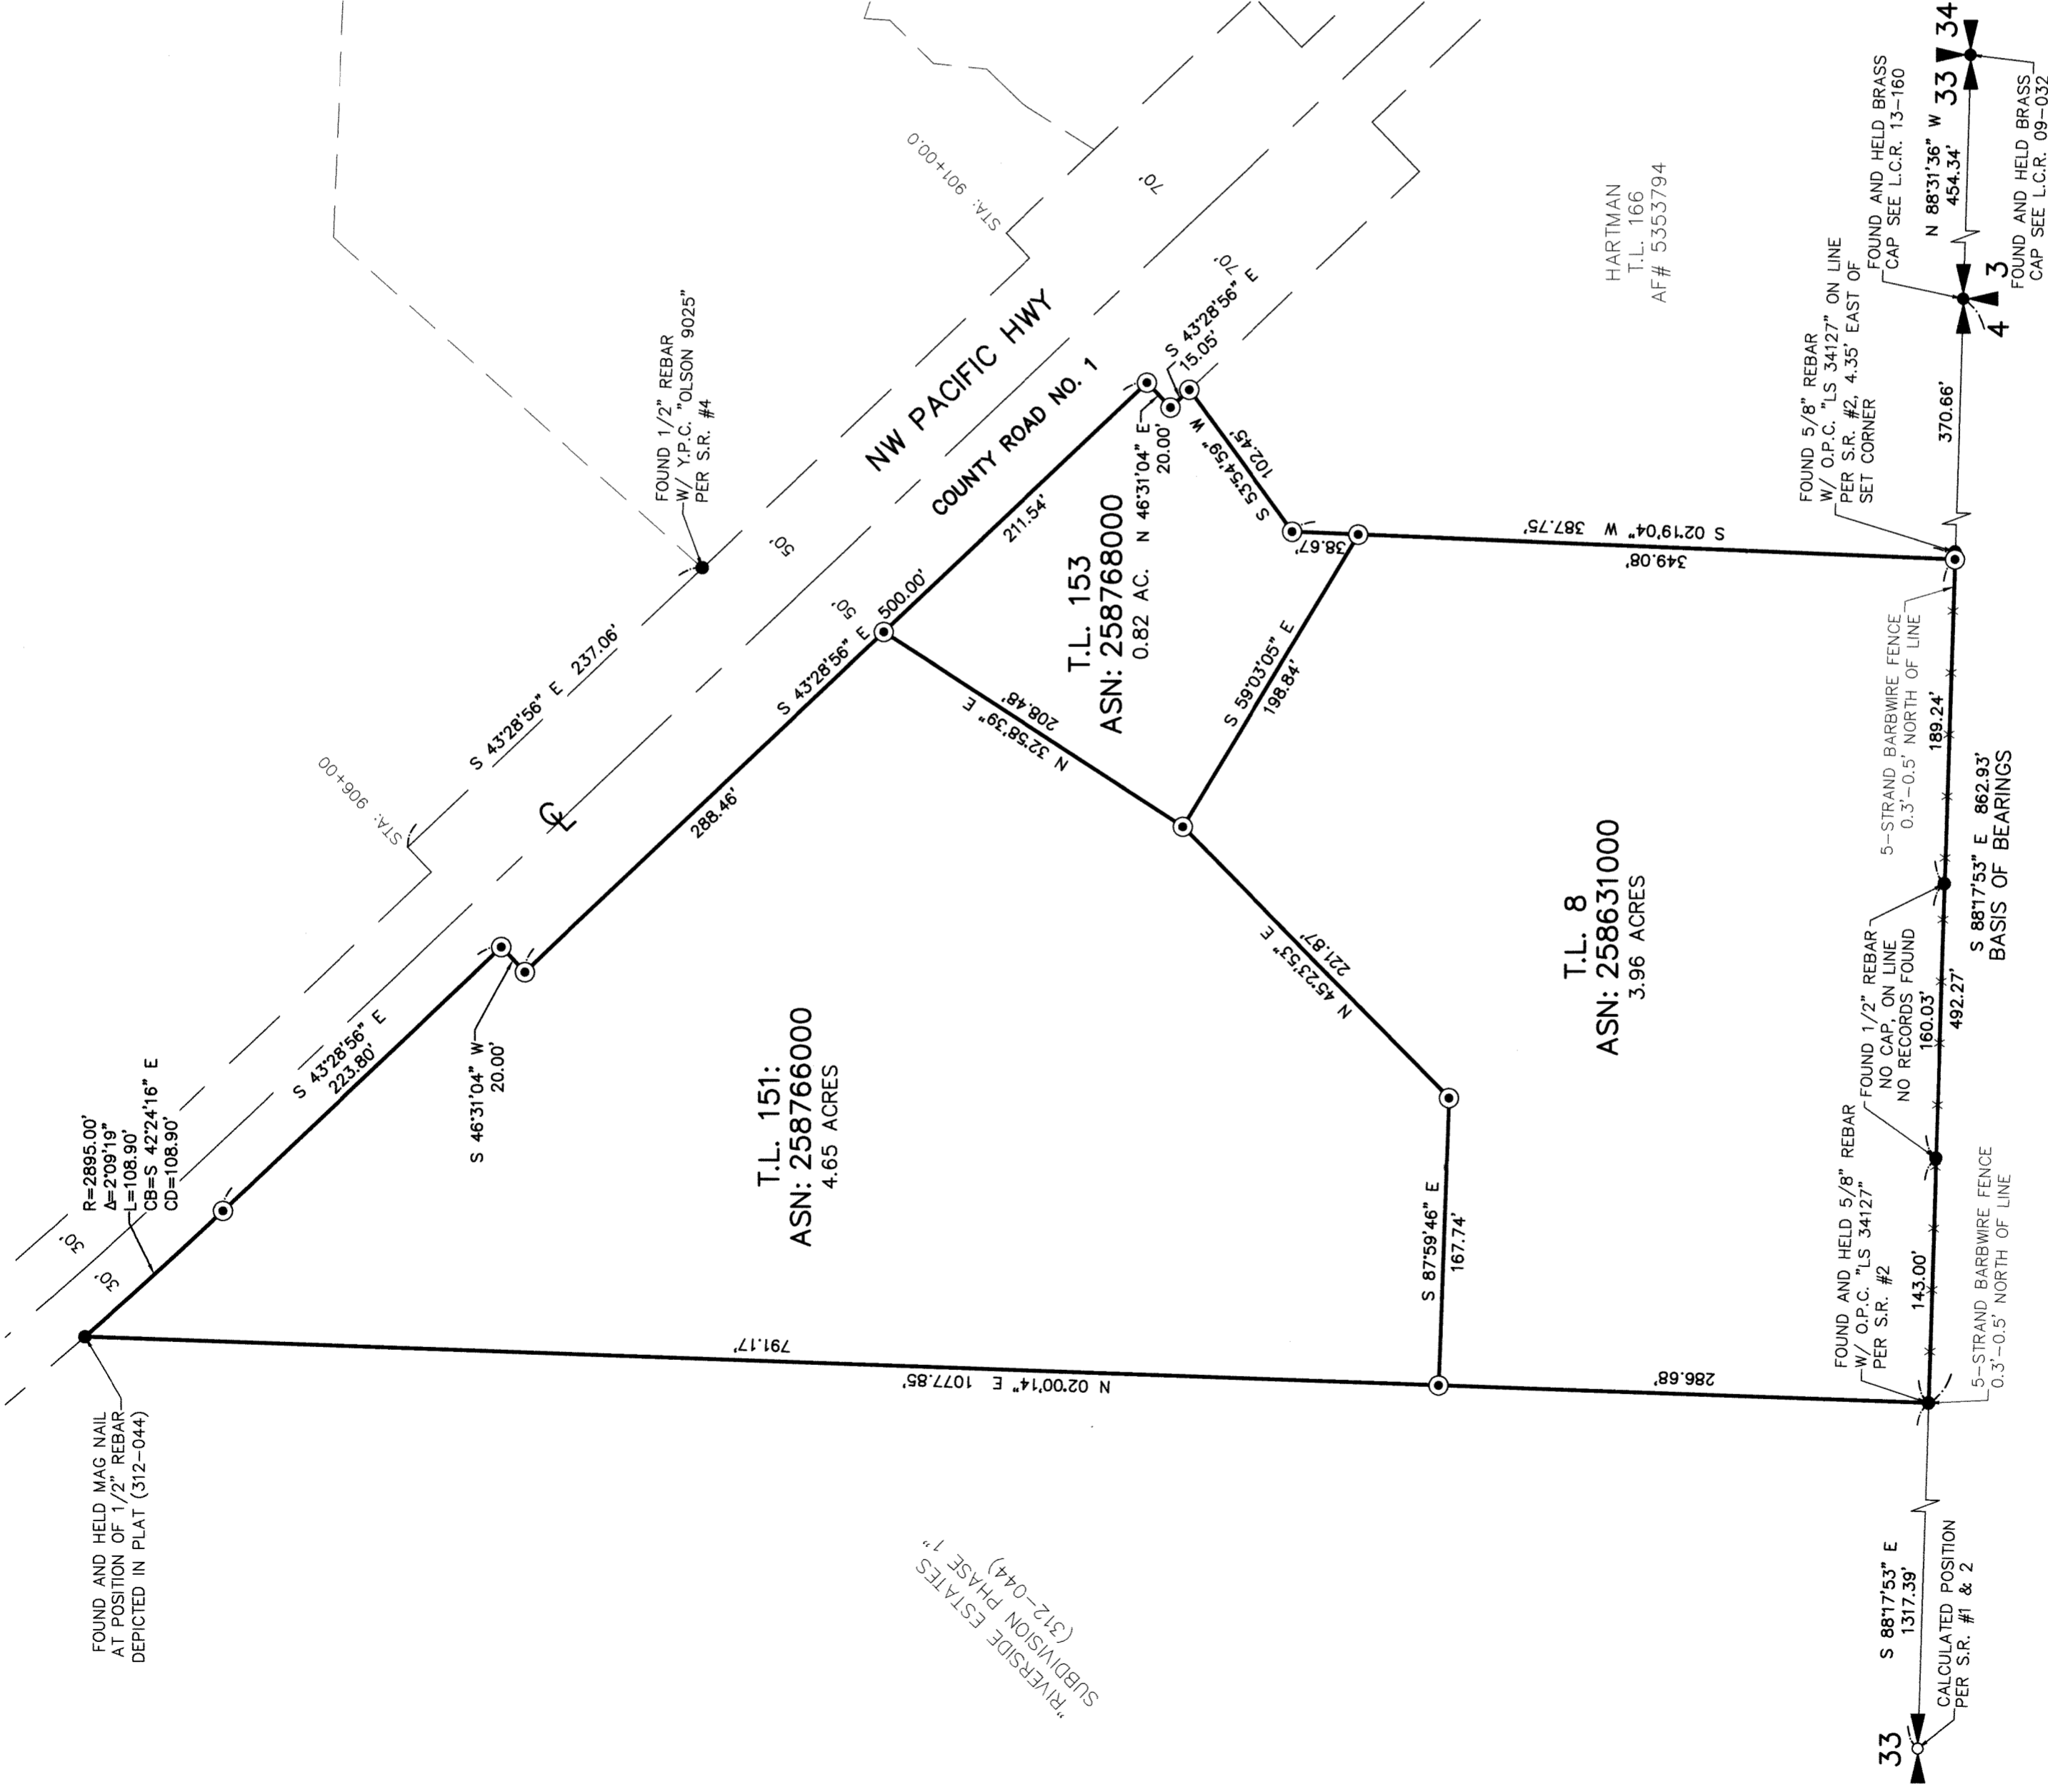 R=2895.00'
Δ=2°09'19"
L=108.90'
CB=S 42°24'16" E
CD=108.90'
30'
30'
FOUND AND HELD MAG NAIL
AT POSITION OF 1/2" REBAR
DEPICTED IN PLAT (312-044)
S 43°28'56" E
223.80'
S 46°31'04" W
20.00'
STA: 906+00
S 43°28'56" E 237.06'
CL
FOUND 1/2" REBAR
W/ Y.P.C. "OLSON 9025"
PER S.R. #4
50'
50'
NW PACIFIC HWY
COUNTY ROAD NO. 1
STA: 901+00.0
70'
70'
288.46'
S 43°28'56" E 500.00'
211.54'
N 46°31'04" E
20.00'
S 43°28'56" E
15.05'
S 53°54'59" W
102.45'
38.67'
T.L. 153
ASN: 258768000
0.82 AC.
N 32°58'39" E
208.48'
S 59°03'05" E
198.84'
T.L. 151:
ASN: 258766000
4.65 ACRES
791.17'
N 02°00'14" E 1077.85'
286.68'
S 87°59'46" E
167.74'
N 45°23'53" E
221.87'
T.L. 8
ASN: 258631000
3.96 ACRES
S 02°19'04" W 387.75'
349.08'
HARTMAN
T.L. 166
AF# 5353794
"RIVERSIDE ESTATES
SUBDIVISION PHASE 1"
(312-044)
FOUND AND HELD 5/8" REBAR
W/ O.P.C. "LS 34127"
PER S.R. #2
FOUND 1/2" REBAR
NO CAP, ON LINE
NO RECORDS FOUND
5-STRAND BARBWIRE FENCE
0.3'-0.5' NORTH OF LINE
FOUND 5/8" REBAR
W/ O.P.C. "LS 34127" ON LINE
PER S.R. #2, 4.35' EAST OF
SET CORNER
FOUND AND HELD BRASS
CAP SEE L.C.R. 13-160
N 88°31'36" W
454.34'
33
34
4
3
FOUND AND HELD BRASS
CAP SEE L.C.R. 09-032
370.66'
189.24'
160.03'
143.00'
492.27'
S 88°17'53" E 862.93'
BASIS OF BEARINGS
5-STRAND BARBWIRE FENCE
0.3'-0.5' NORTH OF LINE
S 88°17'53" E
1317.39'
33
CALCULATED POSITION
PER S.R. #1 & 2